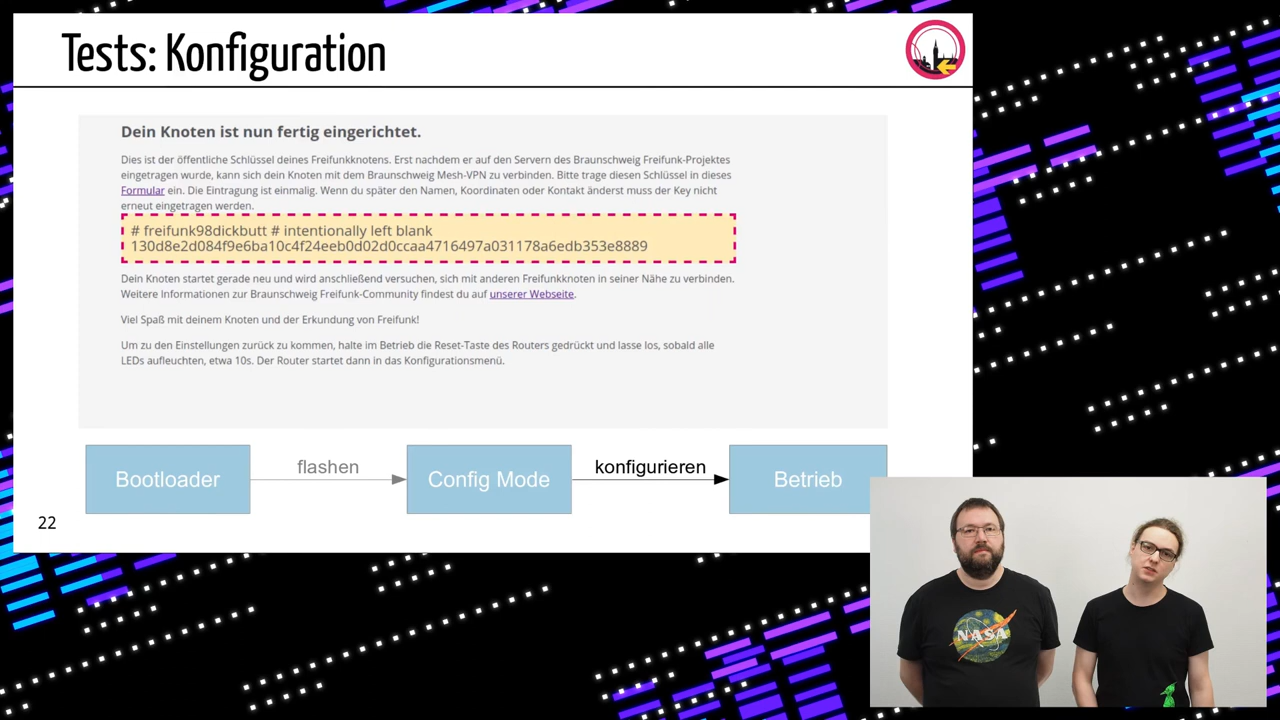 Tests: Konfiguration
Dein Knoten ist nun fertig eingerichtet.
Dies ist der öffentliche Schlüssel deines Freifunkknotens. Erst nachdem er auf den Servern des Braunschweig Freifunk-Projektes
eingetragen wurde, kann sich dein Knoten mit dem Braunschweig Mesh-VPN zu verbinden. Bitte trage diesen Schlüssel in dieses
Formular ein. Die Eintragung ist einmalig. Wenn du später den Namen, Koordinaten oder Kontakt änderst muss der Key nicht
erneut eingetragen werden.
# freifunk98dickbutt # intentionally left blank
130d8e2d084f9e6ba10c4f24eeb0d02d0ccaa4716497a031178a6edb353e8889
Dein Knoten startet gerade neu und wird anschließend versuchen, sich mit anderen Freifunkknoten in seiner Nähe zu verbinden.
Weitere Informationen zur Braunschweig Freifunk-Community findest du auf unserer Webseite.
Viel Spaß mit deinem Knoten und der Erkundung von Freifunk!
Um zu den Einstellungen zurück zu kommen, halte im Betrieb die Reset-Taste des Routers gedrückt und lasse los, sobald alle
LEDs aufleuchten, etwa 10s. Der Router startet dann in das Konfigurationsmenü.
Bootloader
flashen
Config Mode
konfigurieren
Betrieb
22
NASA